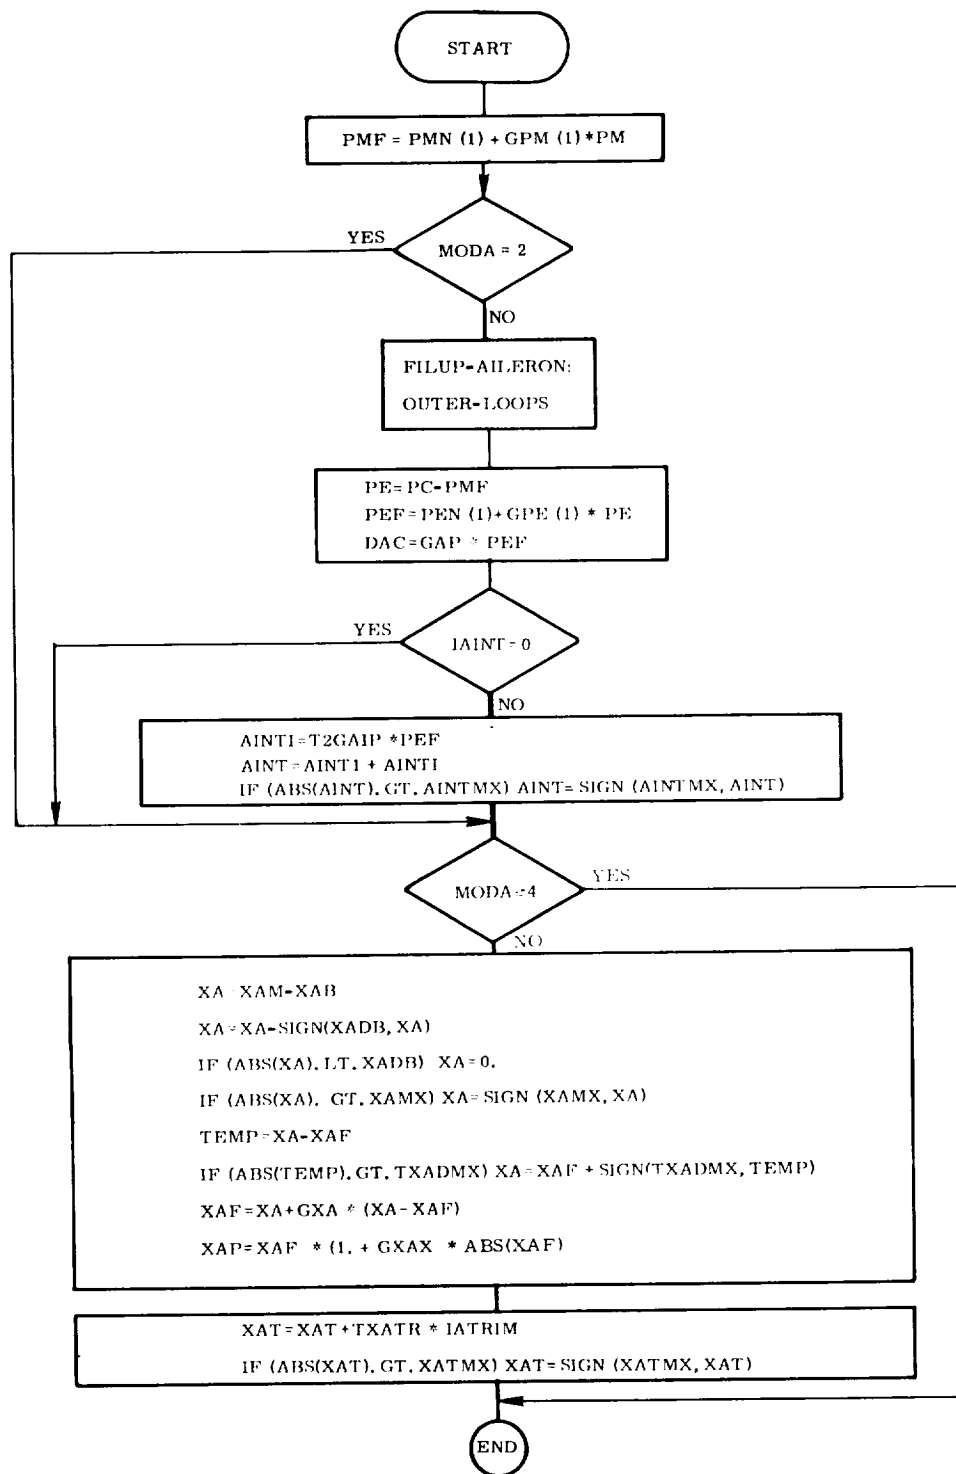 START
PMF = PMN (1) + GPM (1) *PM
YES
MODA = 2
NO
FILUP-AILERON:
OUTER-LOOPS
PE=PC-PMF
PEF=PEN (1)+GPE (1) * PE
DAC=GAP * PEF
YES
IAINT=0
NO
AINTI=T2GAIP *PEF
AINT=AINT1 + AINTI
IF (ABS(AINT). GT. AINTMX) AINT= SIGN (AINTMX, AINT)
YES
MODA=4
NO
XA=XAM-XAB
XA=XA-SIGN(XADB, XA)
IF (ABS(XA). LT. XADB) XA=0.
IF (ABS(XA). GT. XAMX) XA=SIGN (XAMX, XA)
TEMP=XA-XAF
IF (ABS(TEMP). GT. TXADMX) XA=XAF + SIGN(TXADMX, TEMP)
XAF=XA+GXA * (XA-XAF)
XAP=XAF * (1. + GXAX * ABS(XAF)
XAT=XAT+TXATR * IATRIM
IF (ABS(XAT). GT. XATMX) XAT=SIGN (XATMX, XAT)
END